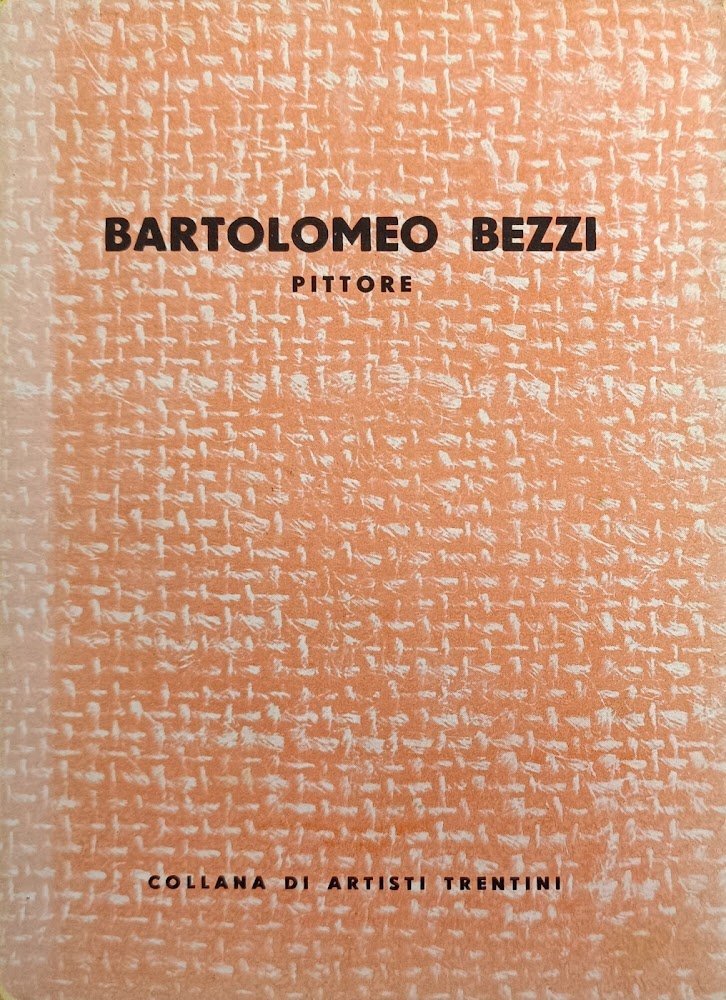 BARTOLOMEO BEZZI
PITTORE
COLLANA DI ARTISTI TRENTINI